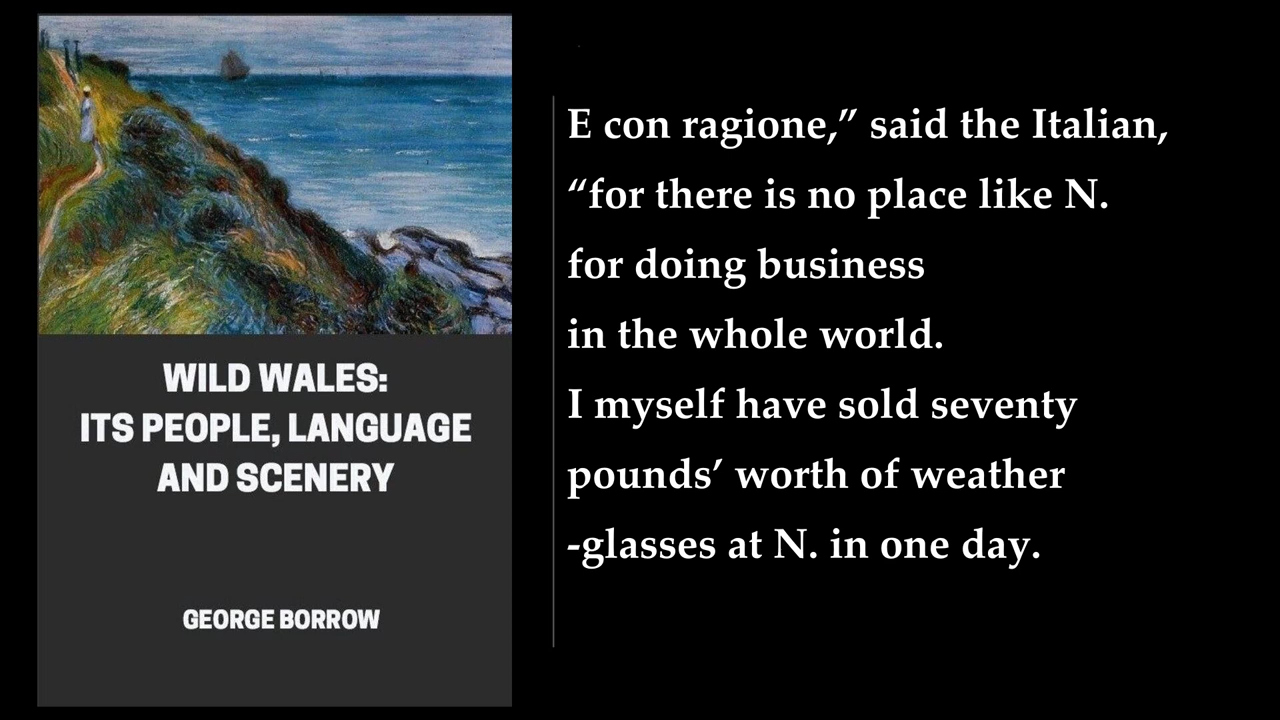 WILD WALES:
ITS PEOPLE, LANGUAGE
AND SCENERY
GEORGE BORROW
E con ragione,” said the Italian,
“for there is no place like N.
for doing business
in the whole world.
I myself have sold seventy
pounds’ worth of weather
-glasses at N. in one day.